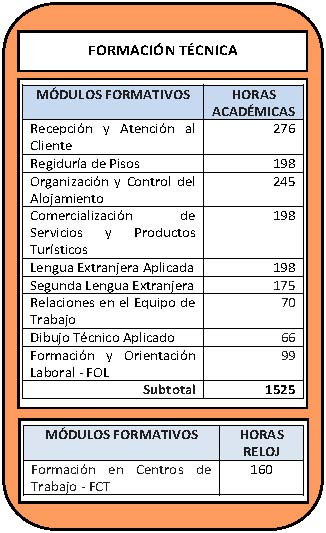 FORMACIÓN TÉCNICA
MÓDULOS FORMATIVOS HORAS
ACADÉMICAS
Recepción y Atención al 276
Cliente
Regiduría de Pisos 198
Organización y Control del 245
Alojamiento
Comercialización de 198
Servicios y Productos
Turísticos
Lengua Extranjera Aplicada 198
Segunda Lengua Extranjera 175
Relaciones en el Equipo de 70
Trabajo
Dibujo Técnico Aplicado 66
Formación y Orientación 99
Laboral - FOL
Subtotal 1525
MÓDULOS FORMATIVOS HORAS
RELOJ
Formación en Centros de 160
Trabajo - FCT